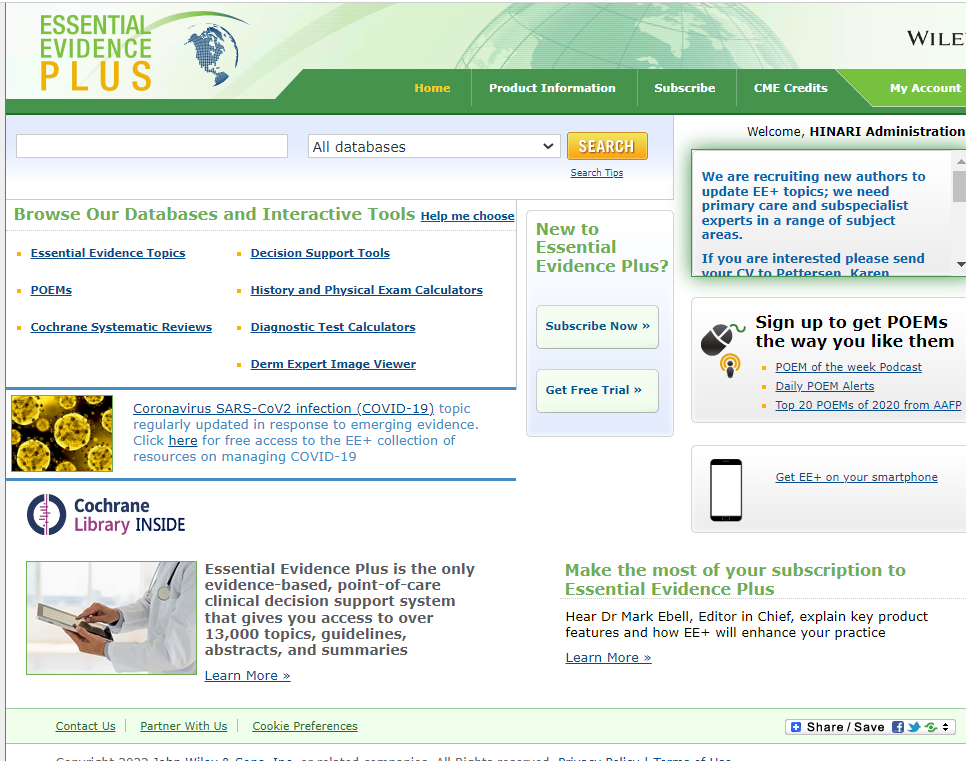 ESSENTIAL
EVIDENCE
PLUS
WILE
Home
Product Information
Subscribe
CME Credits
My Account
All databases
SEARCH
Search Tips
Welcome, HINARI Administration
We are recruiting new authors to
update EE+ topics; we need
primary care and subspecialist
experts in a range of subject
areas.
If you are interested please send
your CV to Pettersen, Karen
Browse Our Databases and Interactive Tools Help me choose
Essential Evidence Topics
POEMs
Cochrane Systematic Reviews
Decision Support Tools
History and Physical Exam Calculators
Diagnostic Test Calculators
Derm Expert Image Viewer
New to
Essential
Evidence Plus?
Subscribe Now »
Get Free Trial »
Sign up to get POEMs
the way you like them
POEM of the week Podcast
Daily POEM Alerts
Top 20 POEMs of 2020 from AAFP
Coronavirus SARS-CoV2 infection (COVID-19) topic
regularly updated in response to emerging evidence.
Click here for free access to the EE+ collection of
resources on managing COVID-19
Get EE+ on your smartphone
Cochrane
Library INSIDE
Essential Evidence Plus is the only
evidence-based, point-of-care
clinical decision support system
that gives you access to over
13,000 topics, guidelines,
abstracts, and summaries
Learn More »
Make the most of your subscription to
Essential Evidence Plus
Hear Dr Mark Ebell, Editor in Chief, explain key product
features and how EE+ will enhance your practice
Learn More »
Contact Us
Partner With Us
Cookie Preferences
Share / Save
Copyright 2022 John Wiley & Sons, Inc. or related companies. All Rights reserved. Privacy Policy | Terms of Use